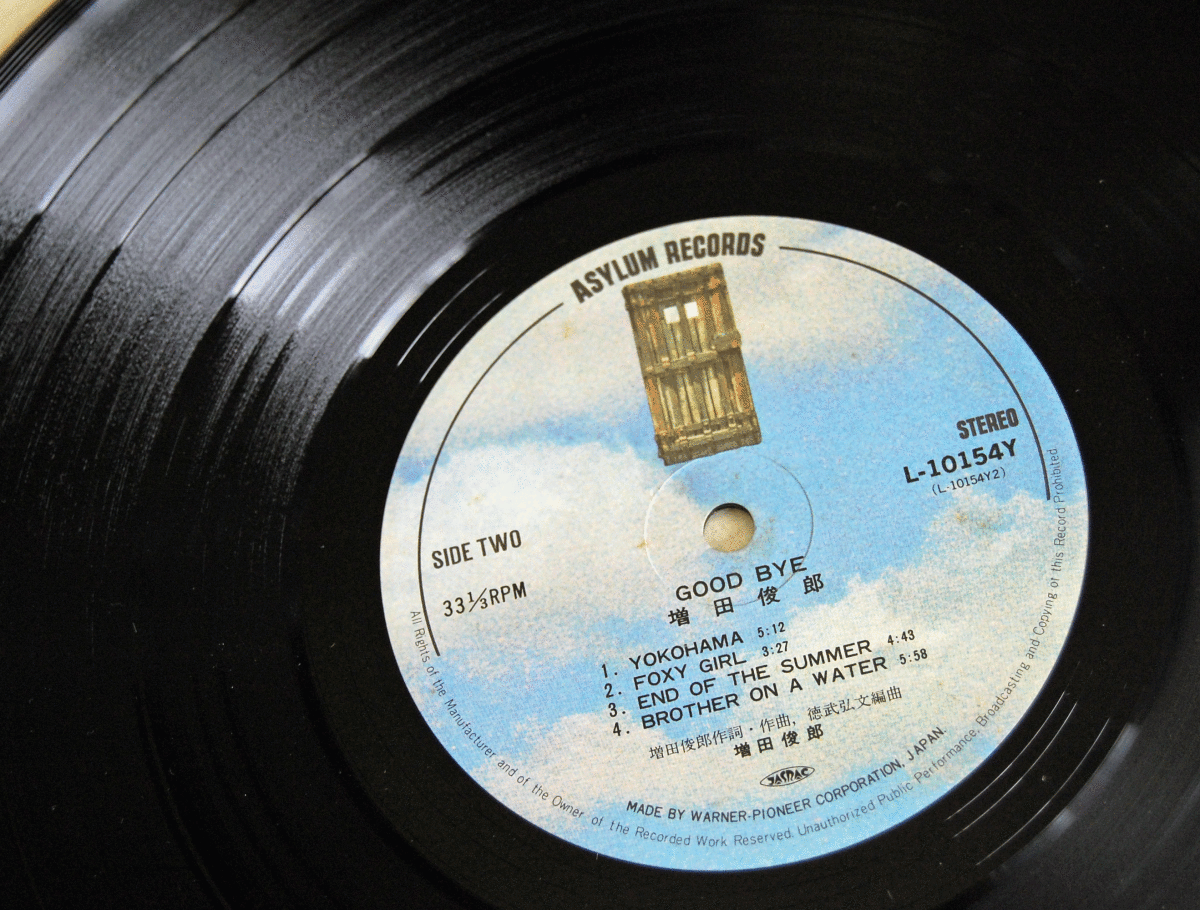 ASYLUM RECORDS
STEREO
L-10154Y
(L-10154Y2)
SIDE TWO
33⅓RPM
GOOD BYE
増田俊郎
1. YOKOHAMA 5:12
2. FOXY GIRL 3:27
3. END OF THE SUMMER 4:43
4. BROTHER ON A WATER 5:58
増田俊郎作詞・作曲, 徳武弘文編曲
増田俊郎
JASRAC
MADE BY WARNER-PIONEER CORPORATION, JAPAN.
All Rights of the Manufacturer and of the Owner of the Recorded Work Reserved. Unauthorized Public Performance, Broadcasting and Copying of this Record Prohibited